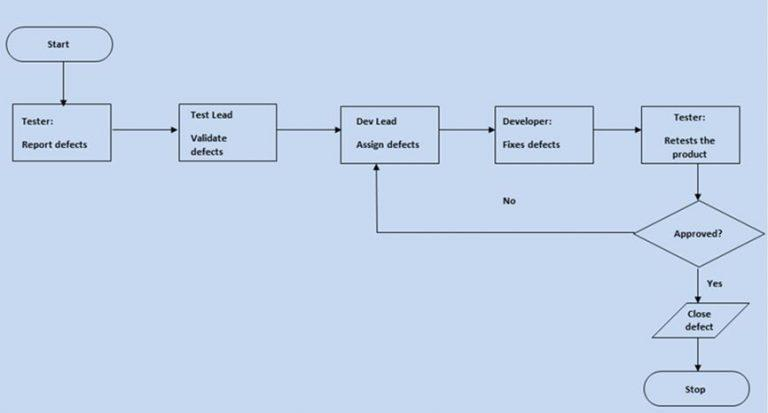 Start
Tester:
Report defects
Test Lead
Validate
defects
Dev Lead
Assign defects
Developer:
Fixes defects
Tester:
Retests the
product
No
Approved?
Yes
Close
defect
Stop